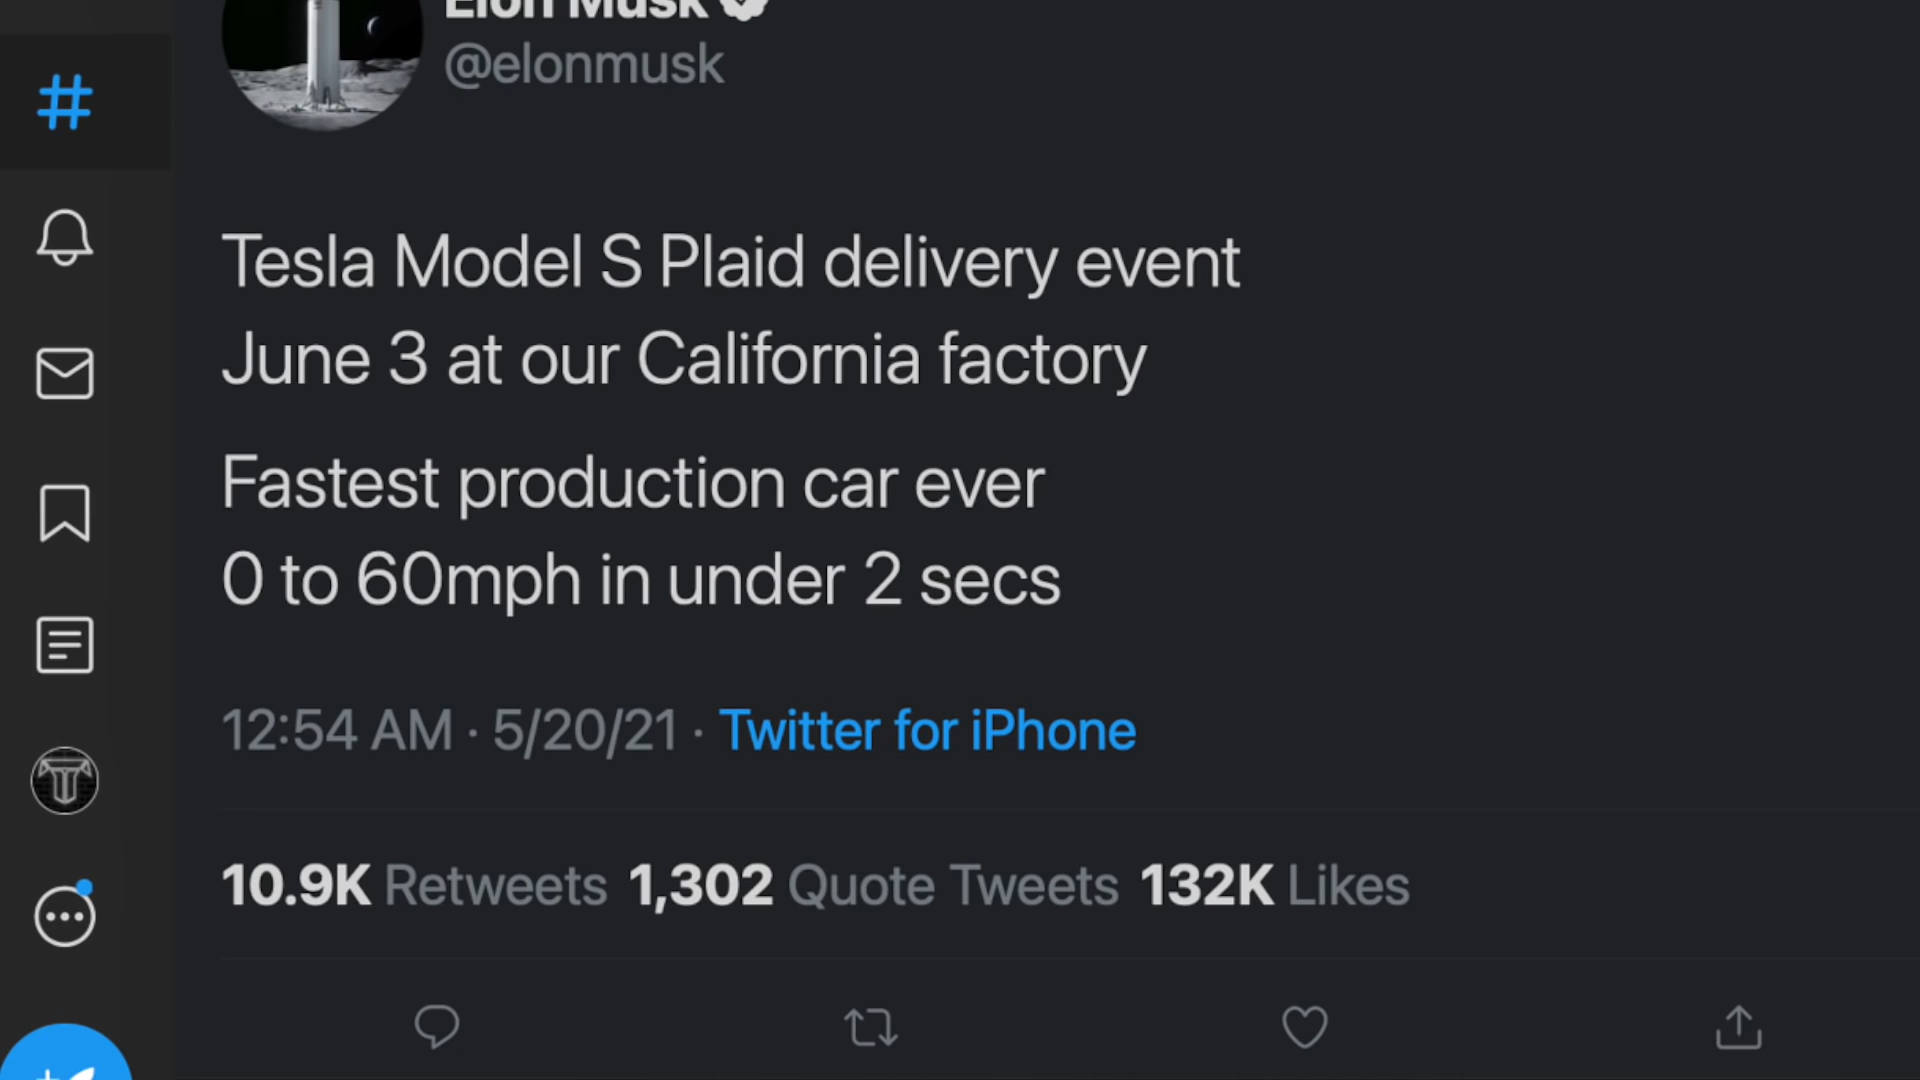 Elon Musk
@elonmusk
Tesla Model S Plaid delivery event
June 3 at our California factory
Fastest production car ever
0 to 60mph in under 2 secs
12:54 AM · 5/20/21 · Twitter for iPhone
10.9K Retweets 1,302 Quote Tweets 132K Likes